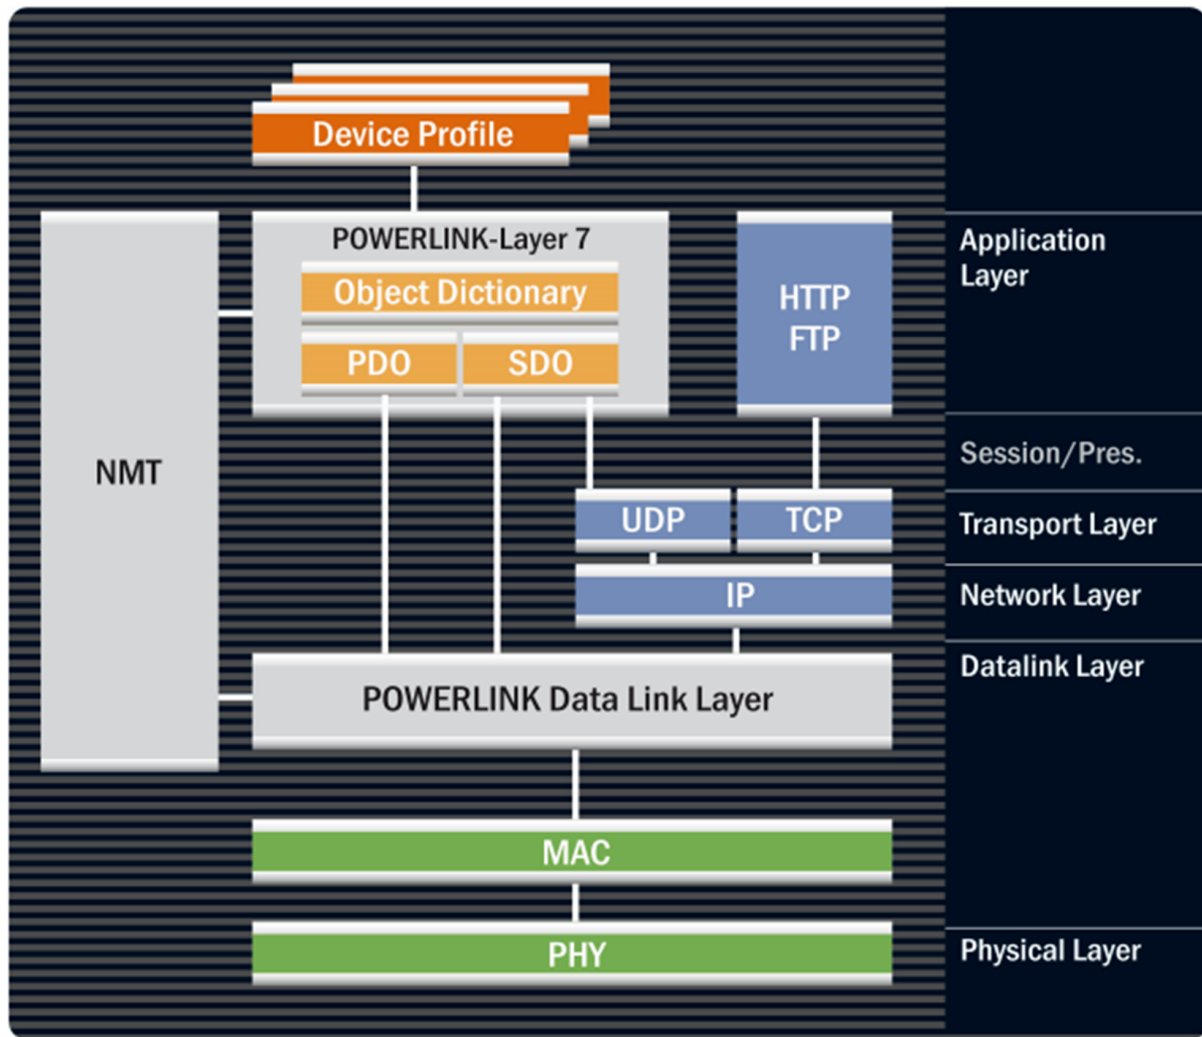 Device Profile
POWERLINK-Layer 7
Object Dictionary
PDO
SDO
HTTP
FTP
Application
Layer
NMT
Session/Pres.
UDP
TCP
Transport Layer
IP
Network Layer
POWERLINK Data Link Layer
Datalink Layer
MAC
PHY
Physical Layer